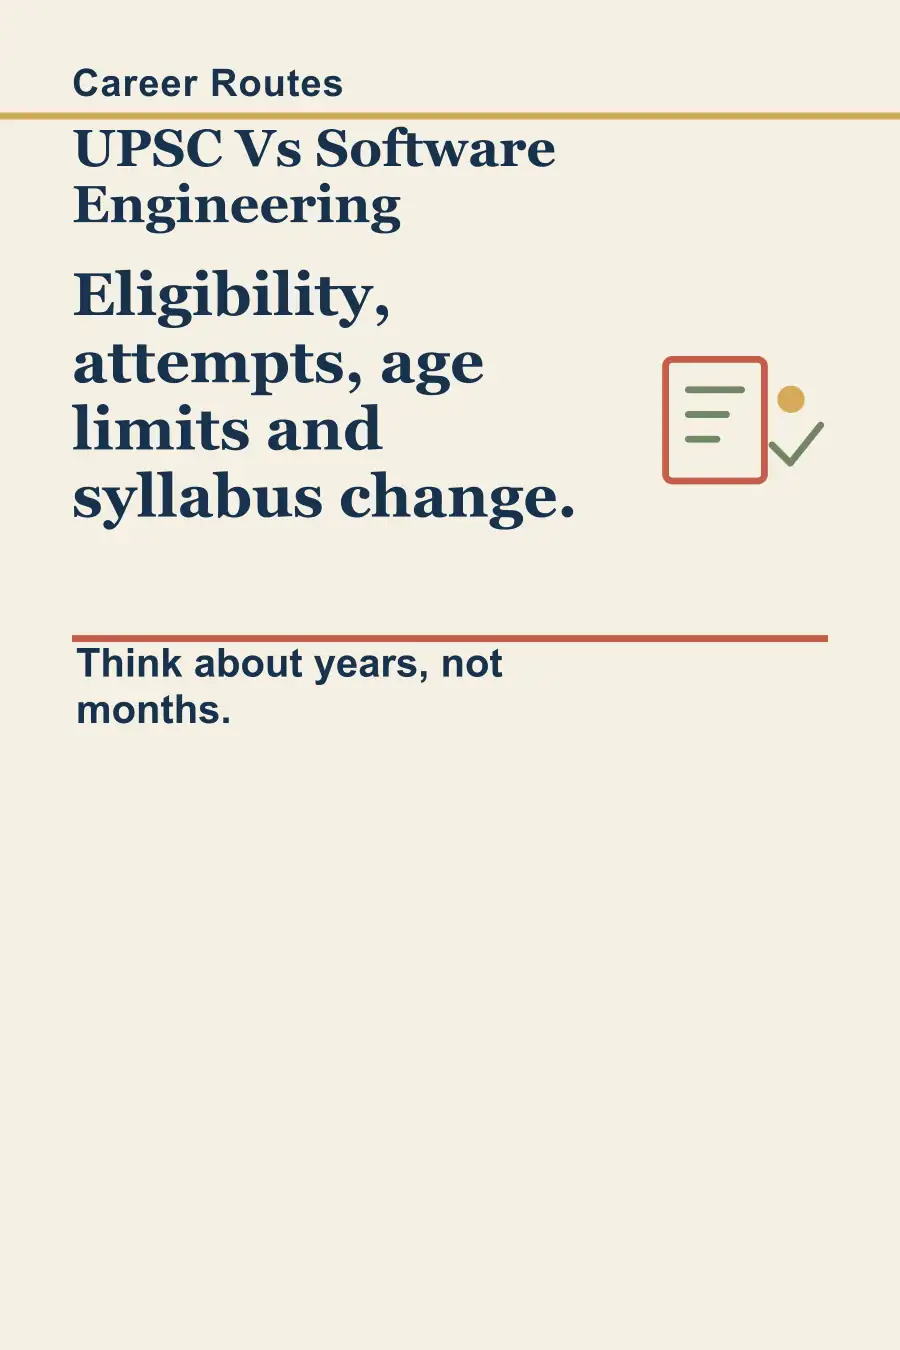 Career Routes
UPSC Vs Software
Engineering
Eligibility,
attempts, age
limits and
syllabus change.
Think about years, not
months.